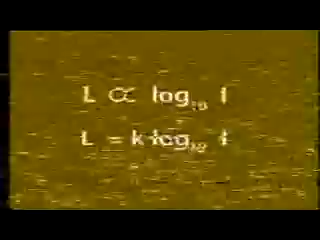 L ∝ log₁₀ I
L = k log₁₀ I